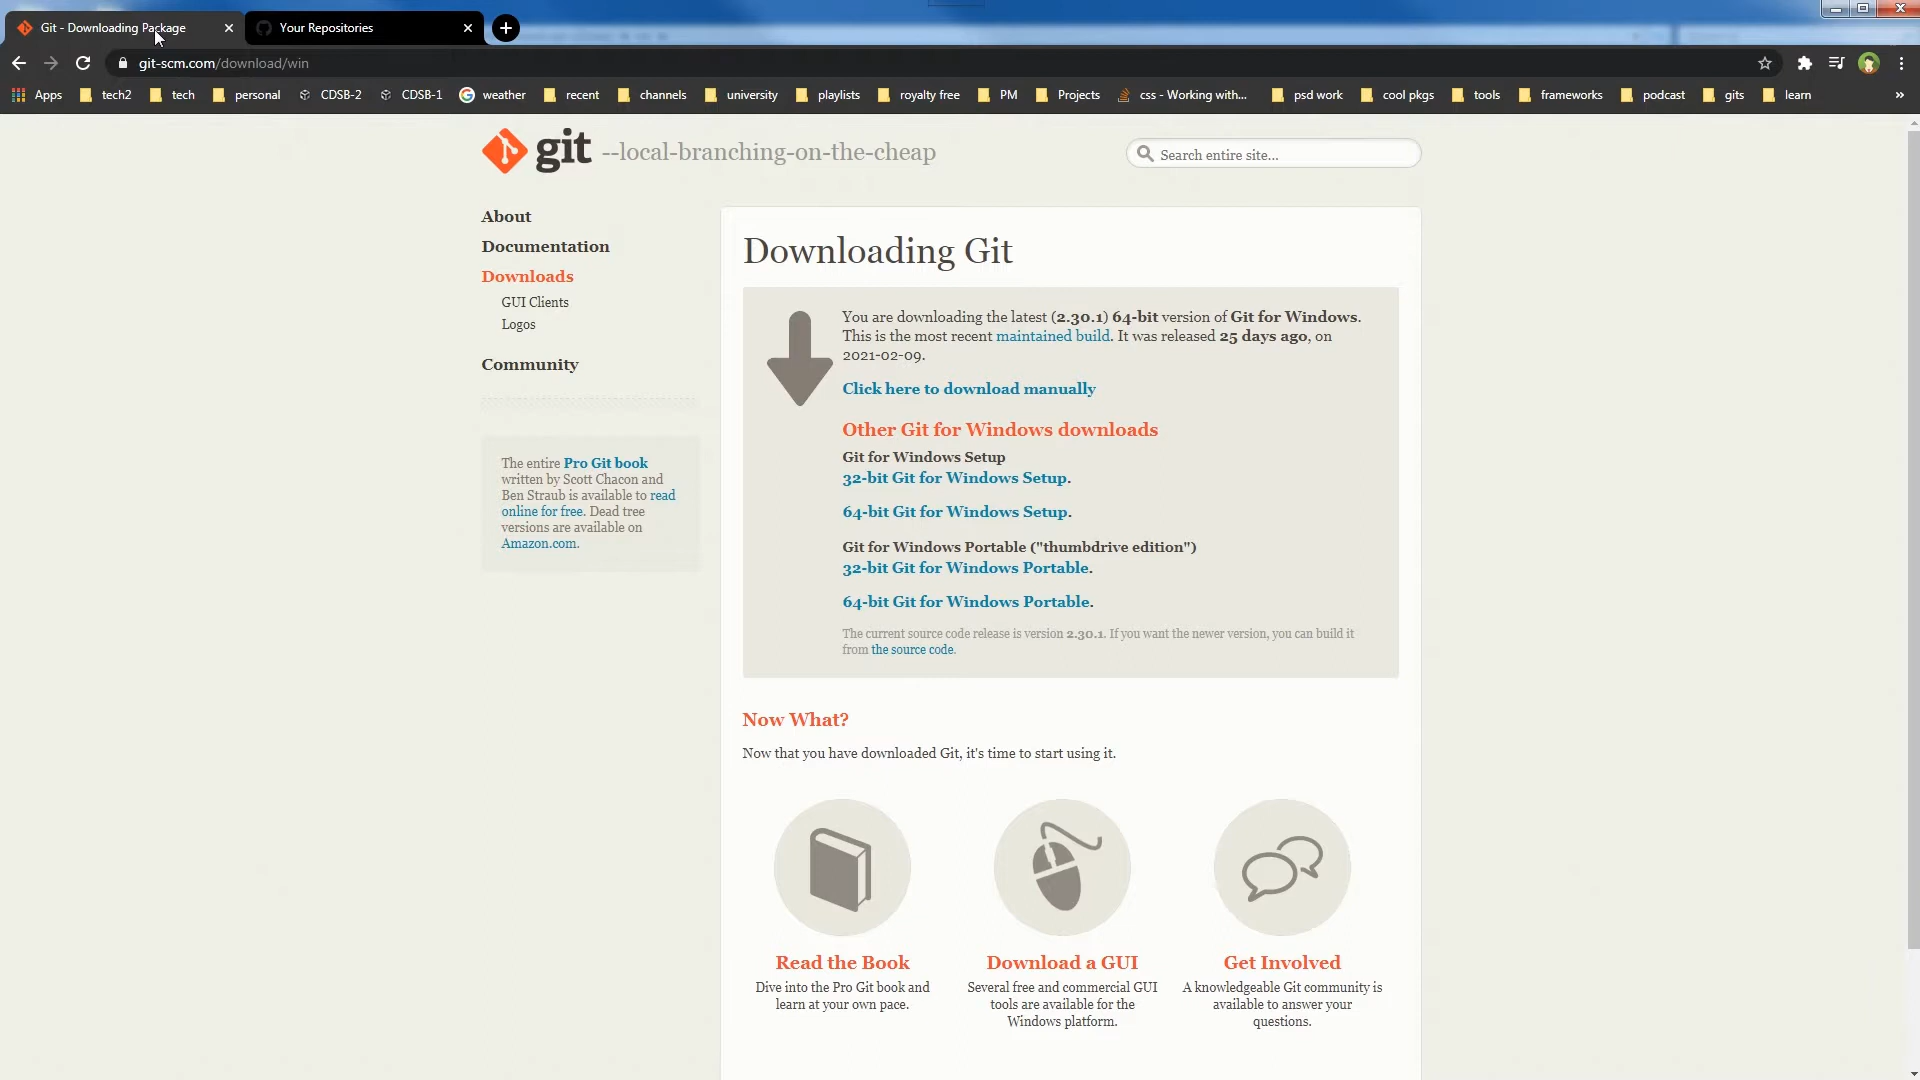 Git - Downloading Package
Your Repositories
git-scm.com/download/win
Apps tech2 tech personal CDSB-2 CDSB-1 weather recent channels university playlists royalty free PM Projects css - Working with... psd work cool pkgs tools frameworks podcast gits learn »
git --local-branching-on-the-cheap
Search entire site...
About
Documentation
Downloads
GUI Clients
Logos
Community
The entire Pro Git book
written by Scott Chacon and
Ben Straub is available to read
online for free. Dead tree
versions are available on
Amazon.com.
Downloading Git
You are downloading the latest (2.30.1) 64-bit version of Git for Windows.
This is the most recent maintained build. It was released 25 days ago, on
2021-02-09.
Click here to download manually
Other Git for Windows downloads
Git for Windows Setup
32-bit Git for Windows Setup.
64-bit Git for Windows Setup.
Git for Windows Portable ("thumbdrive edition")
32-bit Git for Windows Portable.
64-bit Git for Windows Portable.
The current source code release is version 2.30.1. If you want the newer version, you can build it
from the source code.
Now What?
Now that you have downloaded Git, it's time to start using it.
Read the Book
Dive into the Pro Git book and
learn at your own pace.
Download a GUI
Several free and commercial GUI
tools are available for the
Windows platform.
Get Involved
A knowledgeable Git community is
available to answer your
questions.